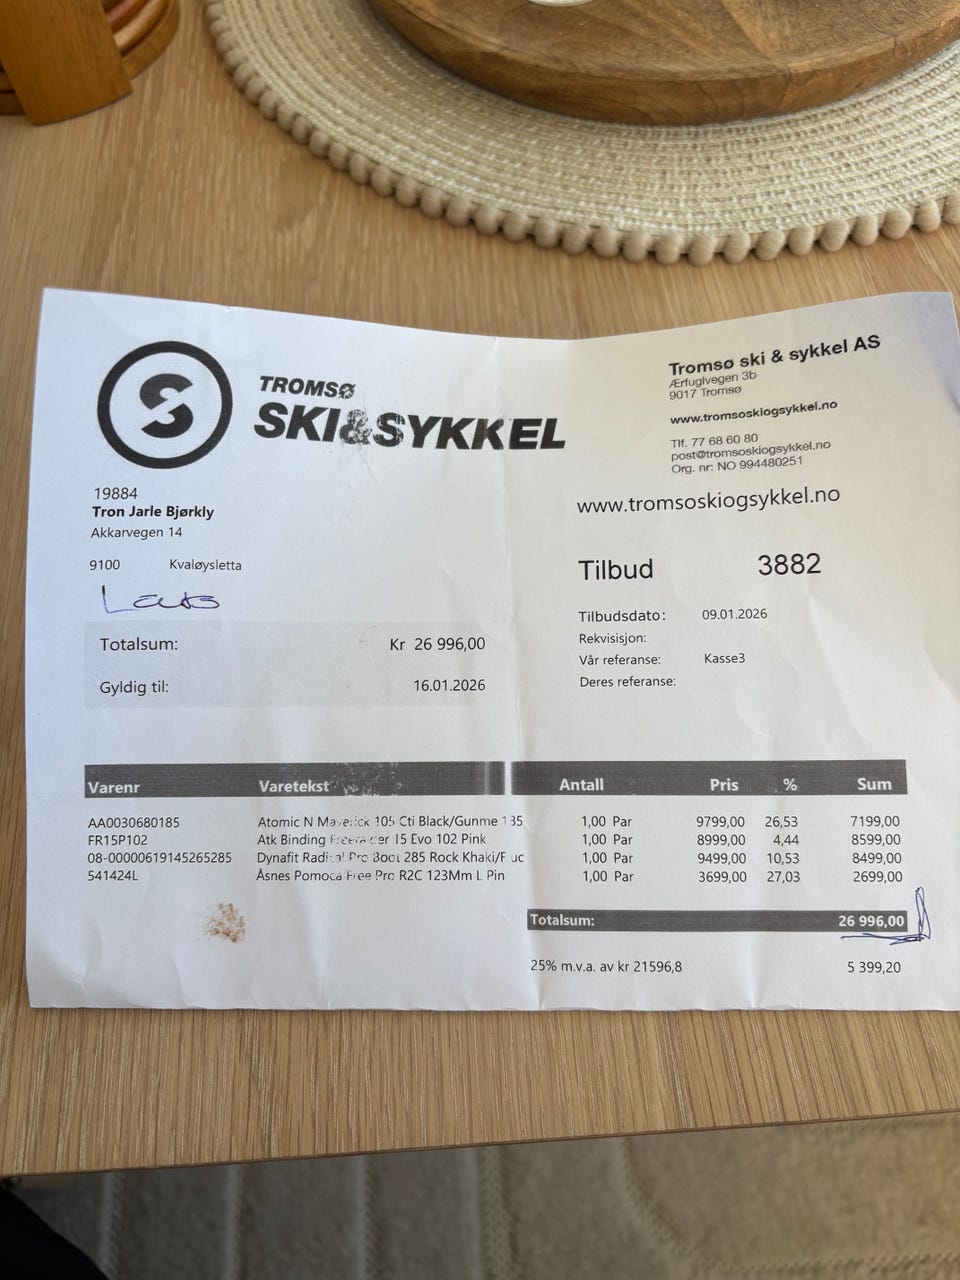 TROMSØ
SKI&SYKKEL
Tromsø ski & sykkel AS
Ærfuglvegen 3b
9017 Tromsø
www.tromsoskiogsykkel.no
Tlf. 77 68 60 80
post@tromsoskiogsykkel.no
Org. nr: NO 994480251
www.tromsoskiogsykkel.no
19884
Tron Jarle Bjørkly
Akkarvegen 14
9100 Kvaløysletta
Tilbud 3882
Totalsum: Kr 26 996,00
Gyldig til: 16.01.2026
Tilbudsdato: 09.01.2026
Rekvisisjon:
Vår referanse: Kasse3
Deres referanse:
Varenr Varetekst Antall Pris % Sum
AA0030680185 Atomic N Maverick 105 Cti Black/Gunme 185 1,00 Par 9799,00 26,53 7199,00
FR15P102 Atk Binding Freeraider 15 Evo 102 Pink 1,00 Par 8999,00 4,44 8599,00
08-00000619145265285 Dynafit Radical Pro Boot 285 Rock Khaki/Fluo 1,00 Par 9499,00 10,53 8499,00
541424L Åsnes Pomoca Free Pro R2C 123Mm L Pin 1,00 Par 3699,00 27,03 2699,00
Totalsum: 26 996,00
25% m.v.a. av kr 21596,8 5 399,20